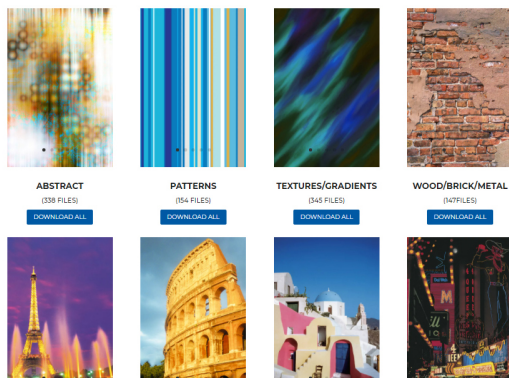 ABSTRACT
(338 FILES)
DOWNLOAD ALL
PATTERNS
(154 FILES)
DOWNLOAD ALL
TEXTURES/GRADIENTS
(345 FILES)
DOWNLOAD ALL
WOOD/BRICK/METAL
(147FILES)
DOWNLOAD ALL
M